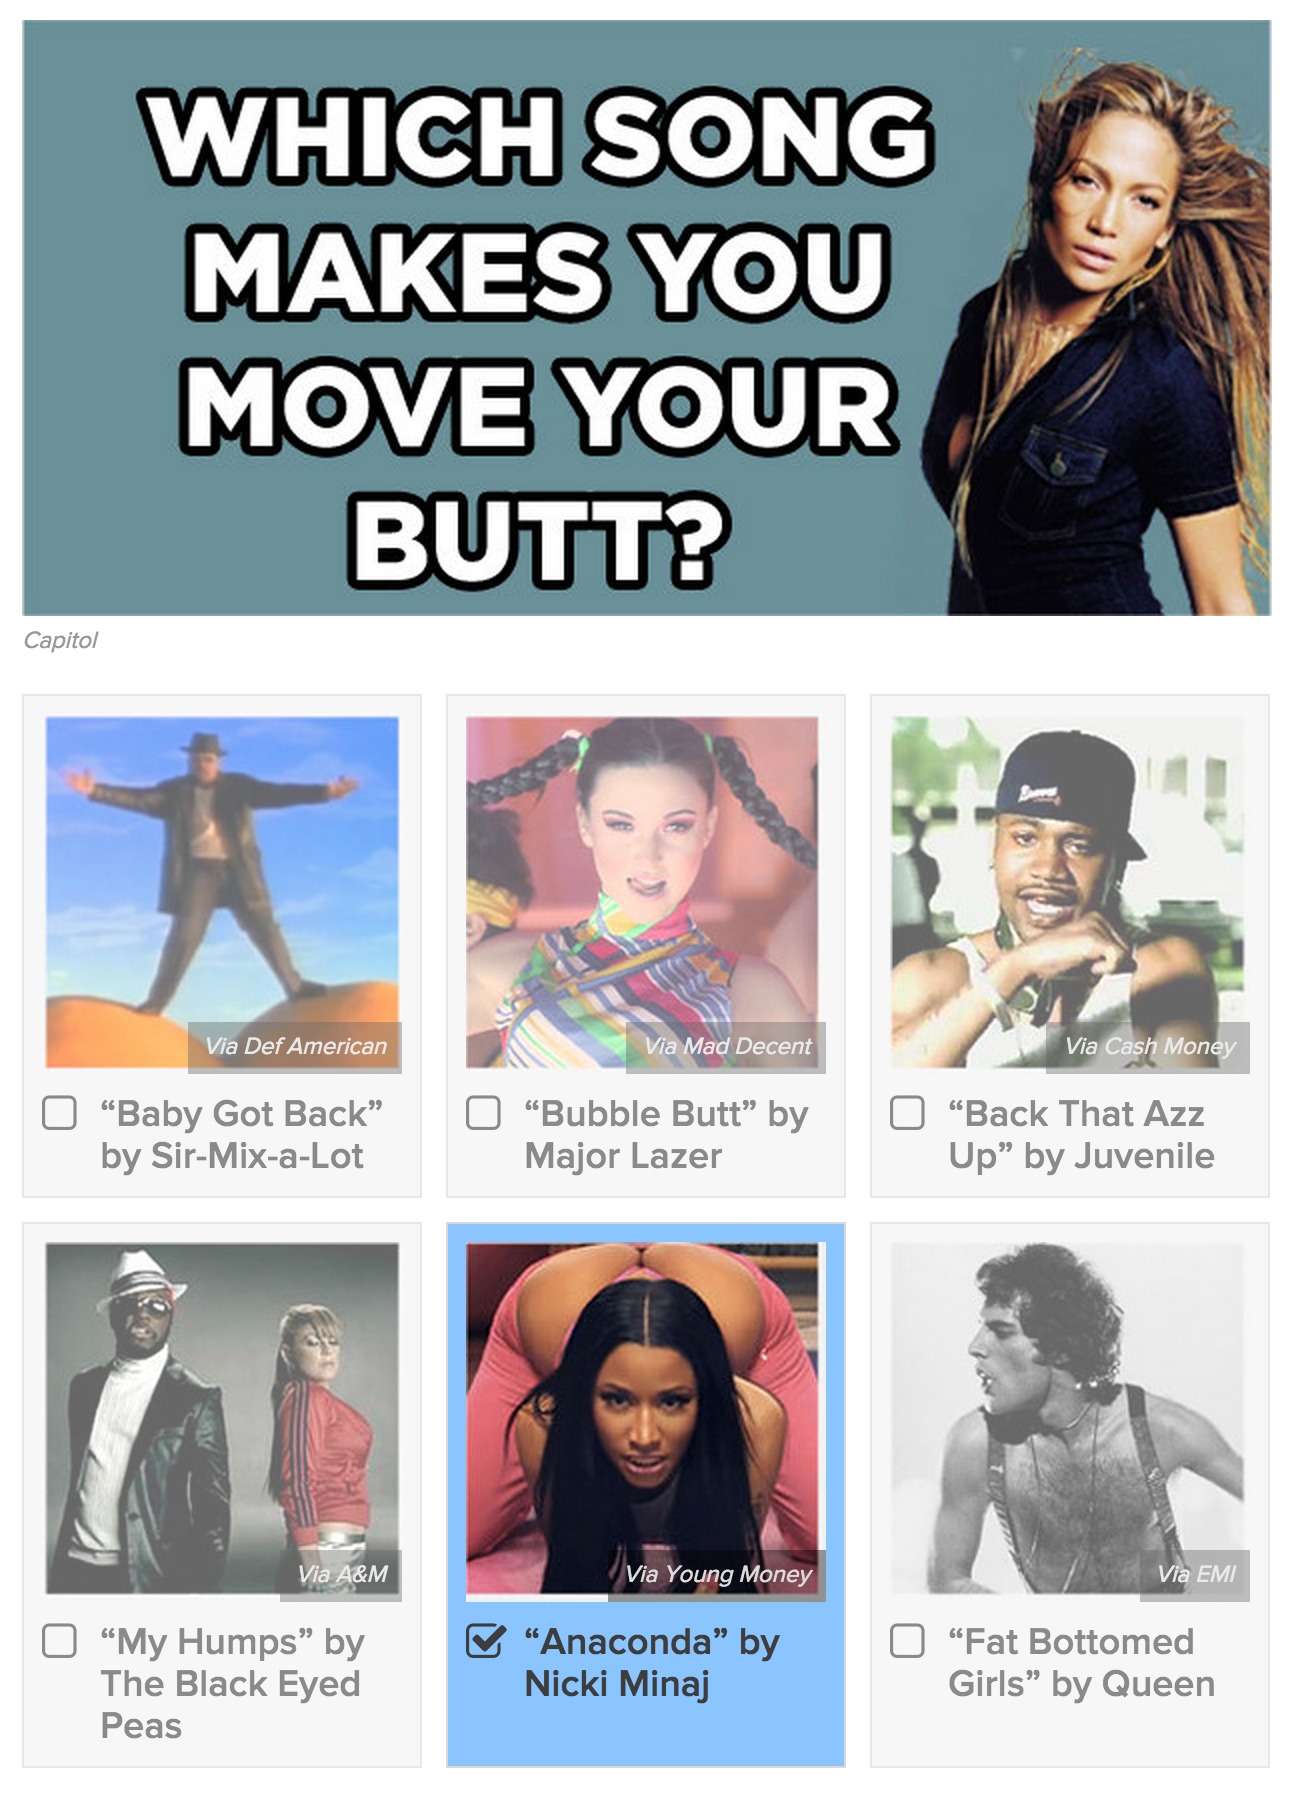 WHICH SONG
MAKES YOU
MOVE YOUR
BUTT?
Capitol
Via Def American
“Baby Got Back”
by Sir-Mix-a-Lot
Via Mad Decent
“Bubble Butt” by
Major Lazer
Braves
Via Cash Money
“Back That Azz
Up” by Juvenile
Via A&M
“My Humps” by
The Black Eyed
Peas
Via Young Money
“Anaconda” by
Nicki Minaj
Via EMI
“Fat Bottomed
Girls” by Queen